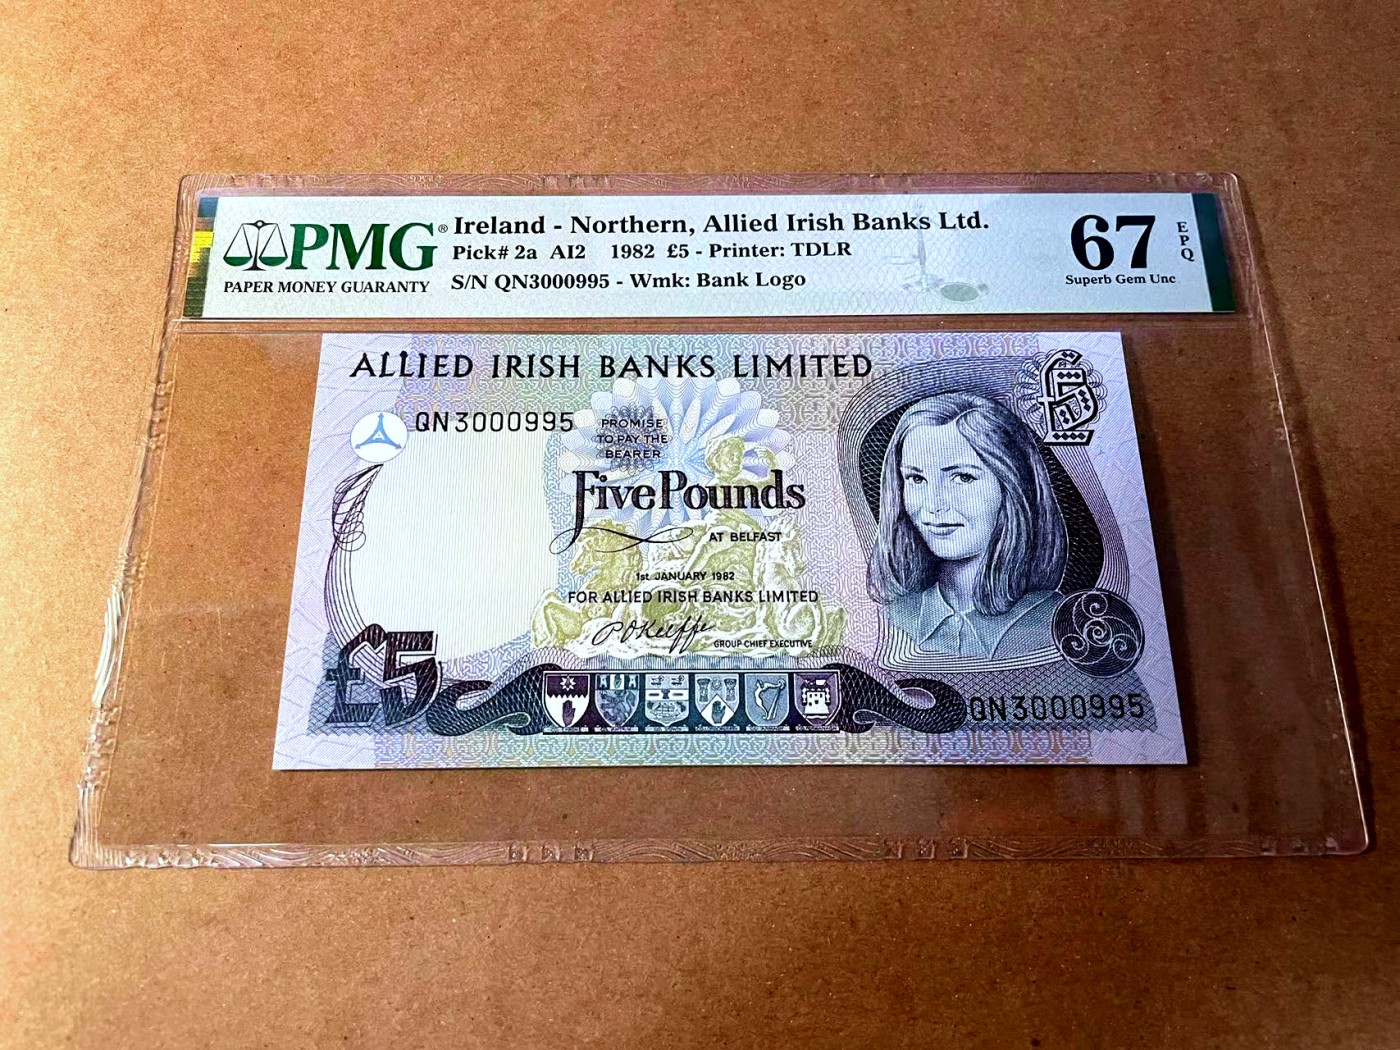 PMG®
PAPER MONEY GUARANTY
Ireland - Northern, Allied Irish Banks Ltd.
Pick# 2a AI2 1982 £5 - Printer: TDLR
S/N QN3000995 - Wmk: Bank Logo
67
EPQ
Superb Gem Unc
ALLIED IRISH BANKS LIMITED
£5
QN3000995
PROMISE
TO PAY THE
BEARER
Five Pounds
AT BELFAST
1st JANUARY 1982
FOR ALLIED IRISH BANKS LIMITED
P O'Keeffe
GROUP CHIEF EXECUTIVE
£5
QN3000995